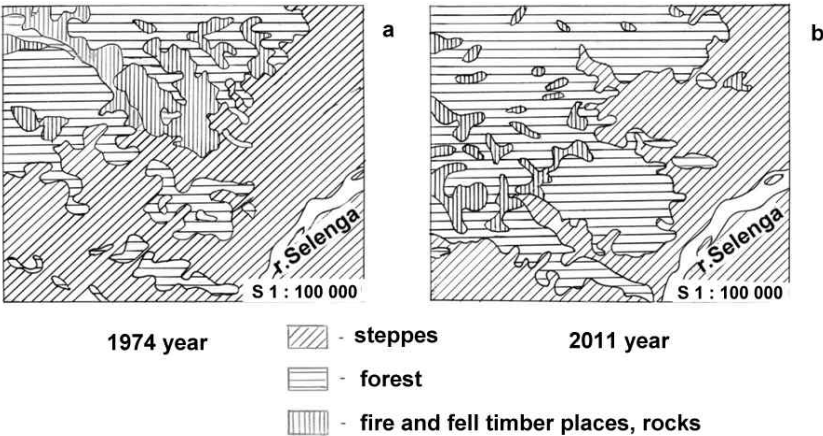 a
b
r.Selenga
r.Selenga
S 1 : 100 000
S 1 : 100 000
1974 year
2011 year
- steppes
- forest
- fire and fell timber places, rocks